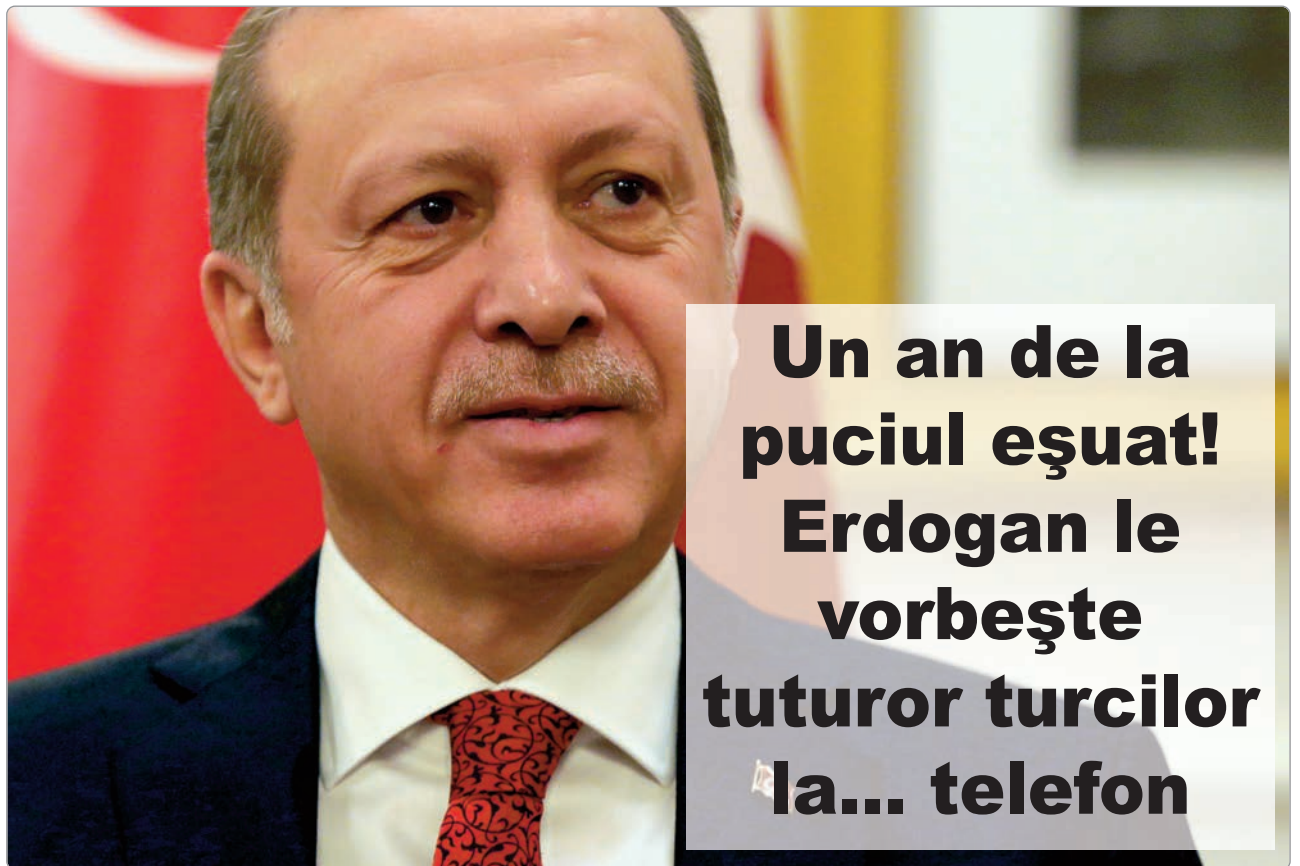 Un an de la
puciul eşuat!
Erdogan le
vorbeşte
tuturor turcilor
la... telefon